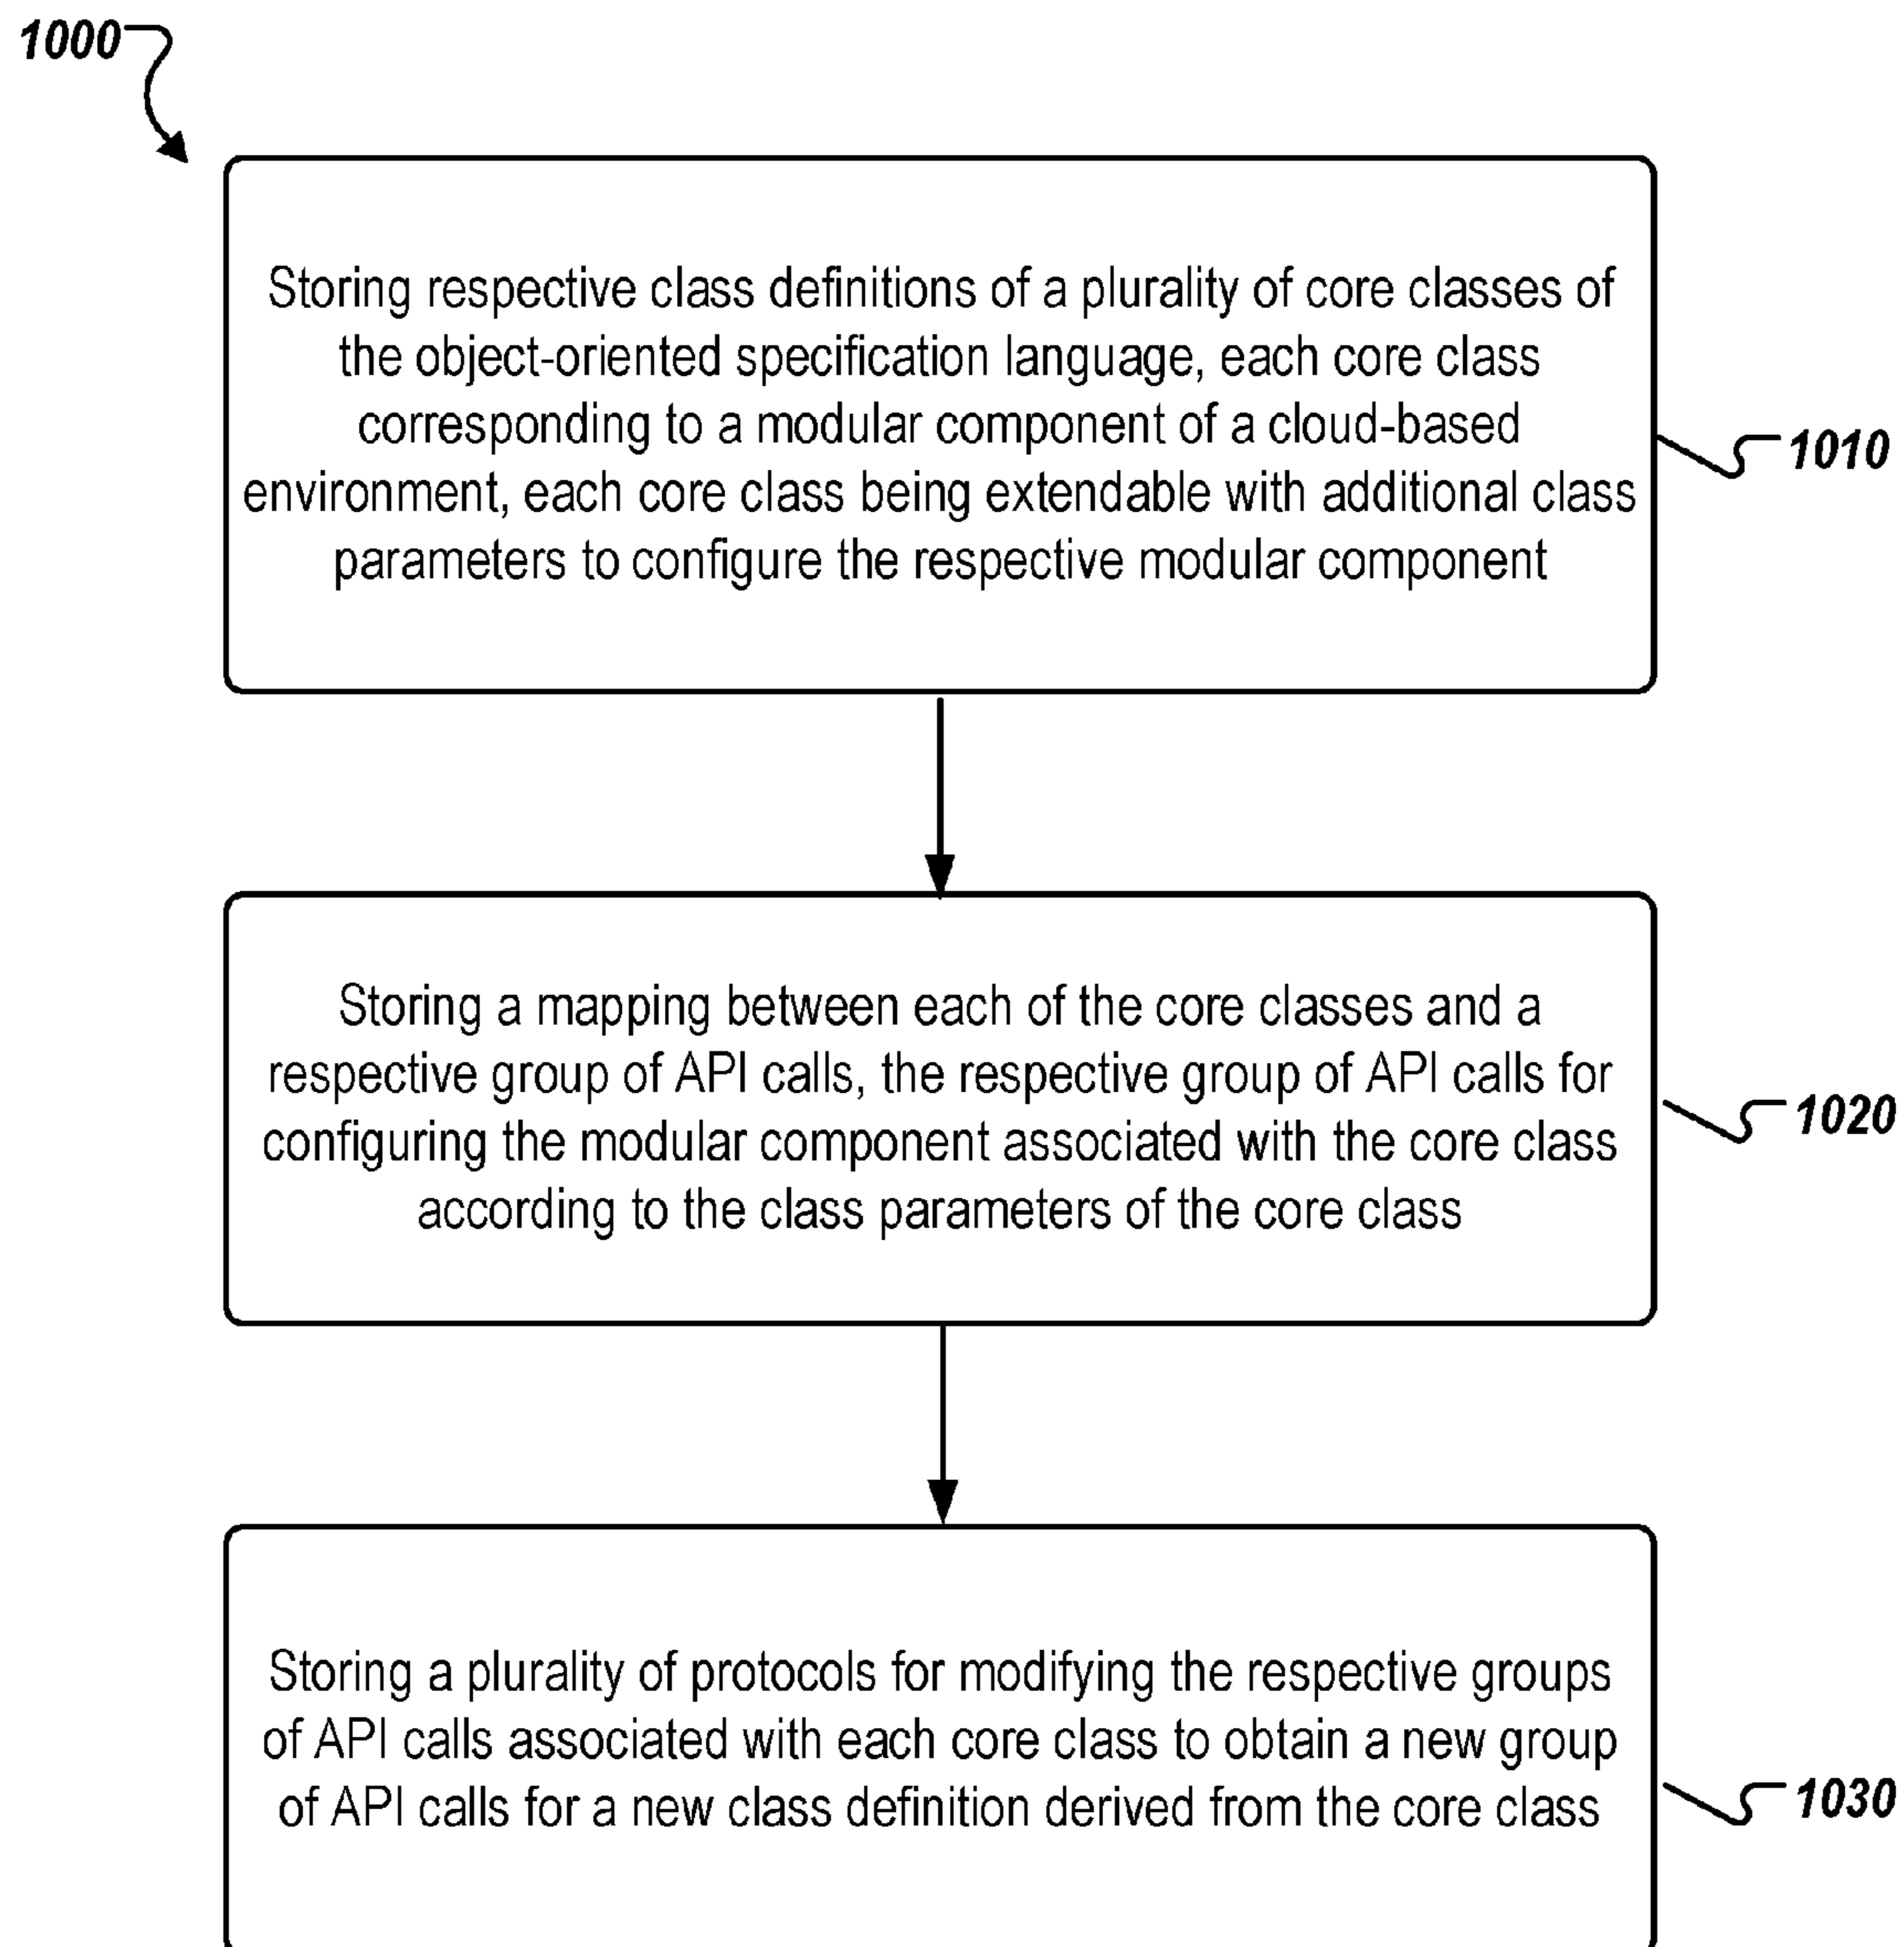 1000
Storing respective class definitions of a plurality of core classes of
the object-oriented specification language, each core class
corresponding to a modular component of a cloud-based
environment, each core class being extendable with additional class
parameters to configure the respective modular component
1010
Storing a mapping between each of the core classes and a
respective group of API calls, the respective group of API calls for
configuring the modular component associated with the core class
according to the class parameters of the core class
1020
Storing a plurality of protocols for modifying the respective groups
of API calls associated with each core class to obtain a new group
of API calls for a new class definition derived from the core class
1030